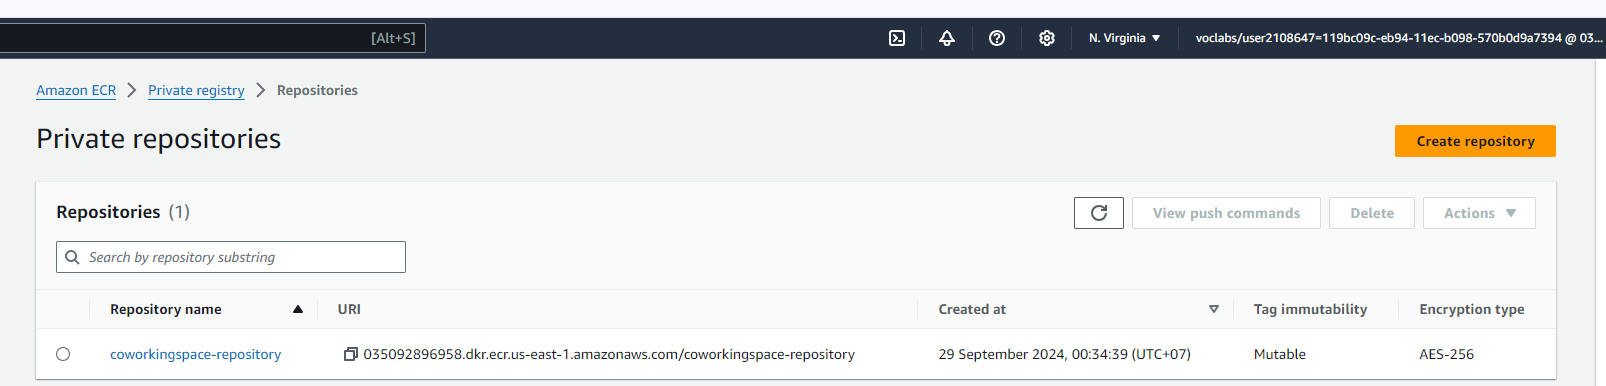 [Alt+S] N. Virginia voclabs/user2108647=119bc09c-eb94-11ec-b098-570b0d9a7394 @ 03...
Amazon ECR Private registry Repositories
Private repositories
Create repository
Repositories (1) View push commands Delete Actions
Search by repository substring
Repository name URI Created at Tag immutability Encryption type
coworkingspace-repository 035092896958.dkr.ecr.us-east-1.amazonaws.com/coworkingspace-repository 29 September 2024, 00:34:39 (UTC+07) Mutable AES-256